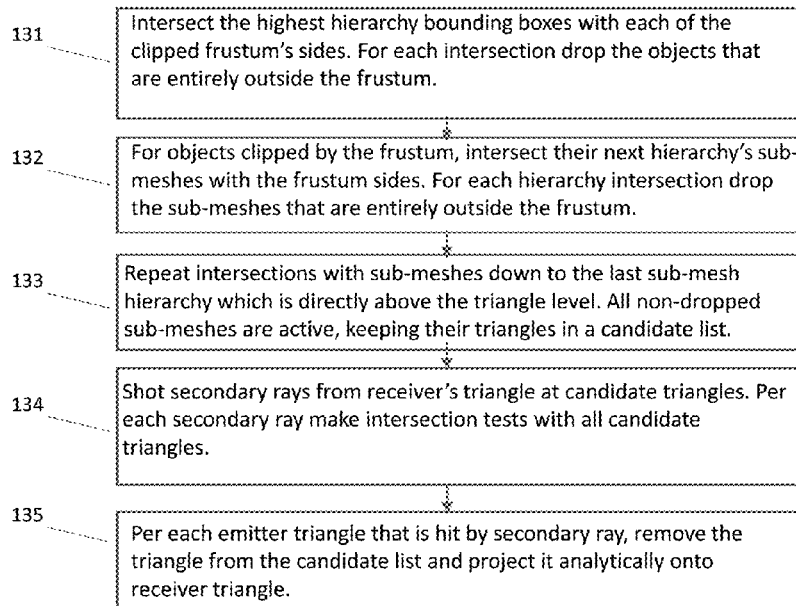 131
Intersect the highest hierarchy bounding boxes with each of the
clipped frustum's sides. For each intersection drop the objects that
are entirely outside the frustum.
132
For objects clipped by the frustum, intersect their next hierarchy's sub-
meshes with the frustum sides. For each hierarchy intersection drop
the sub-meshes that are entirely outside the frustum.
133
Repeat intersections with sub-meshes down to the last sub-mesh
hierarchy which is directly above the triangle level. All non-dropped
sub-meshes are active, keeping their triangles in a candidate list.
134
Shot secondary rays from receiver's triangle at candidate triangles. Per
each secondary ray make intersection tests with all candidate
triangles.
135
Per each emitter triangle that is hit by secondary ray, remove the
triangle from the candidate list and project it analytically onto
receiver triangle.